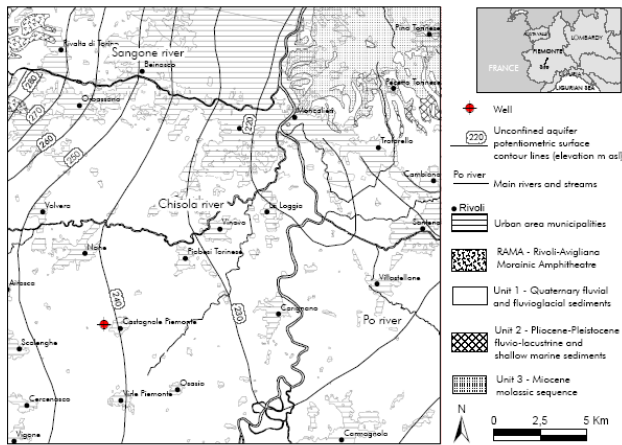 Rivalta di Torino
Sangone river
Beinasco
Pino Torinese
Pecetto Torinese
280
Orbassano
270
Moncalieri
220
260
Trofarello
250
Cambiano
Volvera
Chisola river
La Loggia
Vinovo
Santena
None
Piobesi Torinese
Airasca
Villastellone
240
230
Carignano
Po river
Castagnole Piemonte
Scalenghe
Osasio
Virle Piemonte
Cercenasco
Vigone
Carmagnola
FRANCE
PIEMONTE
LOMBARDY
LIGURIAN SEA
Well
220
Unconfined aquifer
potentiometric surface
contour lines (elevation m asl)
Po river
Main rivers and streams
Rivoli
Urban area municipalities
RAMA - Rivoli-Avigliana
Morainic Amphitheatre
Unit 1 - Quaternary fluvial
and fluvioglacial sediments
Unit 2 - Pliocene-Pleistocene
fluvio-lacustrine and
shallow marine sediments
Unit 3 - Miocene
molassic sequence
N
0 2,5 5 Km